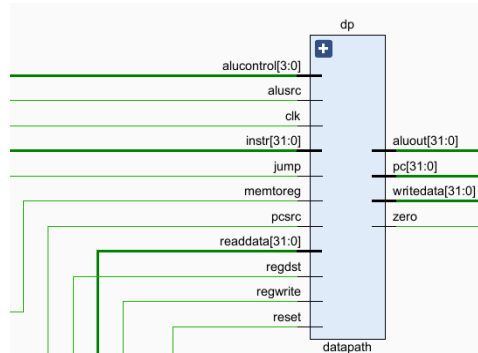 dp
alucontrol[3:0]
alusrc
clk
instr[31:0]
jump
memtoreg
pcsrc
readdata[31:0]
regdst
regwrite
reset
aluout[31:0]
pc[31:0]
writedata[31:0]
zero
datapath